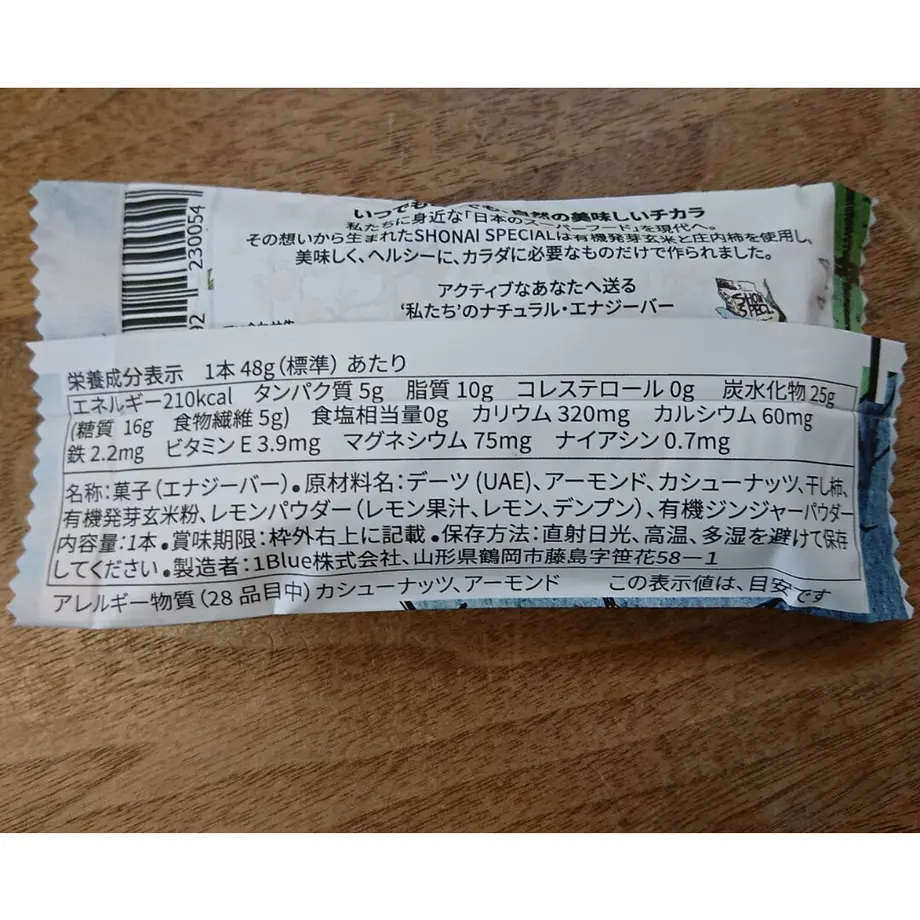 230054
の美味しいチカラ
私たちに身近な「日本のスーパーフード」を現代へ。
その想いから生まれたSHONAI SPECIALは有機発芽玄米と庄内柿を使用し、
美味しく、ヘルシーに、カラダに必要なものだけで作られました。
アクティブなあなたへ送る
‘私たち’のナチュラル・エナジーバー
栄養成分表示 1本 48g(標準) あたり
エネルギー210kcal タンパク質 5g 脂質 10g コレステロール 0g 炭水化物 25g
(糖質 16g 食物繊維 5g) 食塩相当量0g カリウム 320mg カルシウム 60mg
鉄 2.2mg ビタミン E 3.9mg マグネシウム 75mg ナイアシン 0.7mg
名称:菓子(エナジーバー)•原材料名:デーツ(UAE)、アーモンド、カシューナッツ、干し柿、
有機発芽玄米粉、レモンパウダー(レモン果汁、レモン、デンプン)、有機ジンジャーパウダー
内容量:1本•賞味期限:枠外右上に記載•保存方法:直射日光、高温、多湿を避けて保存
してください•製造者:1Blue株式会社、山形県鶴岡市藤島字笹花58ー1
アレルギー物質(28品目中)カシューナッツ、アーモンド この表示値は、目安です